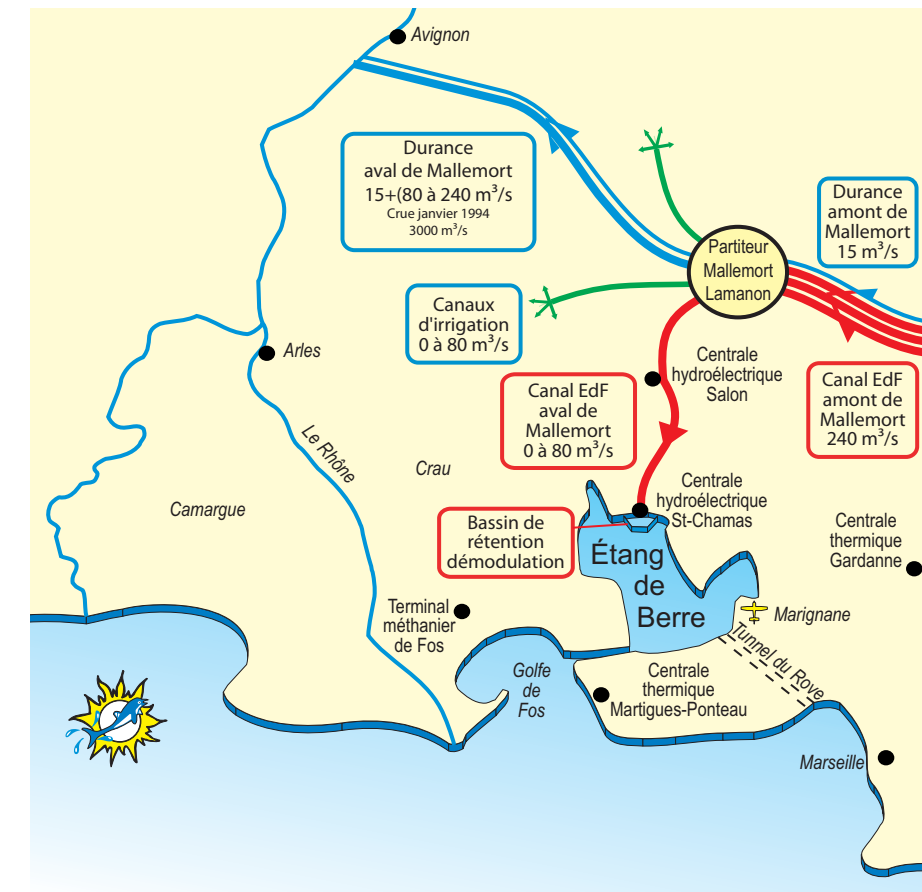 Avignon
Durance
aval de Mallemort
15+(80 à 240 m³/s
Crue janvier 1994
3000 m³/s
Durance
amont de
Mallemort
15 m³/s
Partiteur
Mallemort
Lamanon
Canaux
d'irrigation
0 à 80 m³/s
Arles
Centrale
hydroélectrique
Salon
Canal EdF
aval de
Mallemort
0 à 80 m³/s
Canal EdF
amont de
Mallemort
240 m³/s
Le Rhône
Crau
Camargue
Centrale
hydroélectrique
St-Chamas
Bassin de
rétention
démodulation
Centrale
thermique
Gardanne
Étang
de
Berre
Terminal
méthanier
de Fos
Marignane
Tunnel du Rove
Golfe
de
Fos
Centrale
thermique
Martigues-Ponteau
Marseille